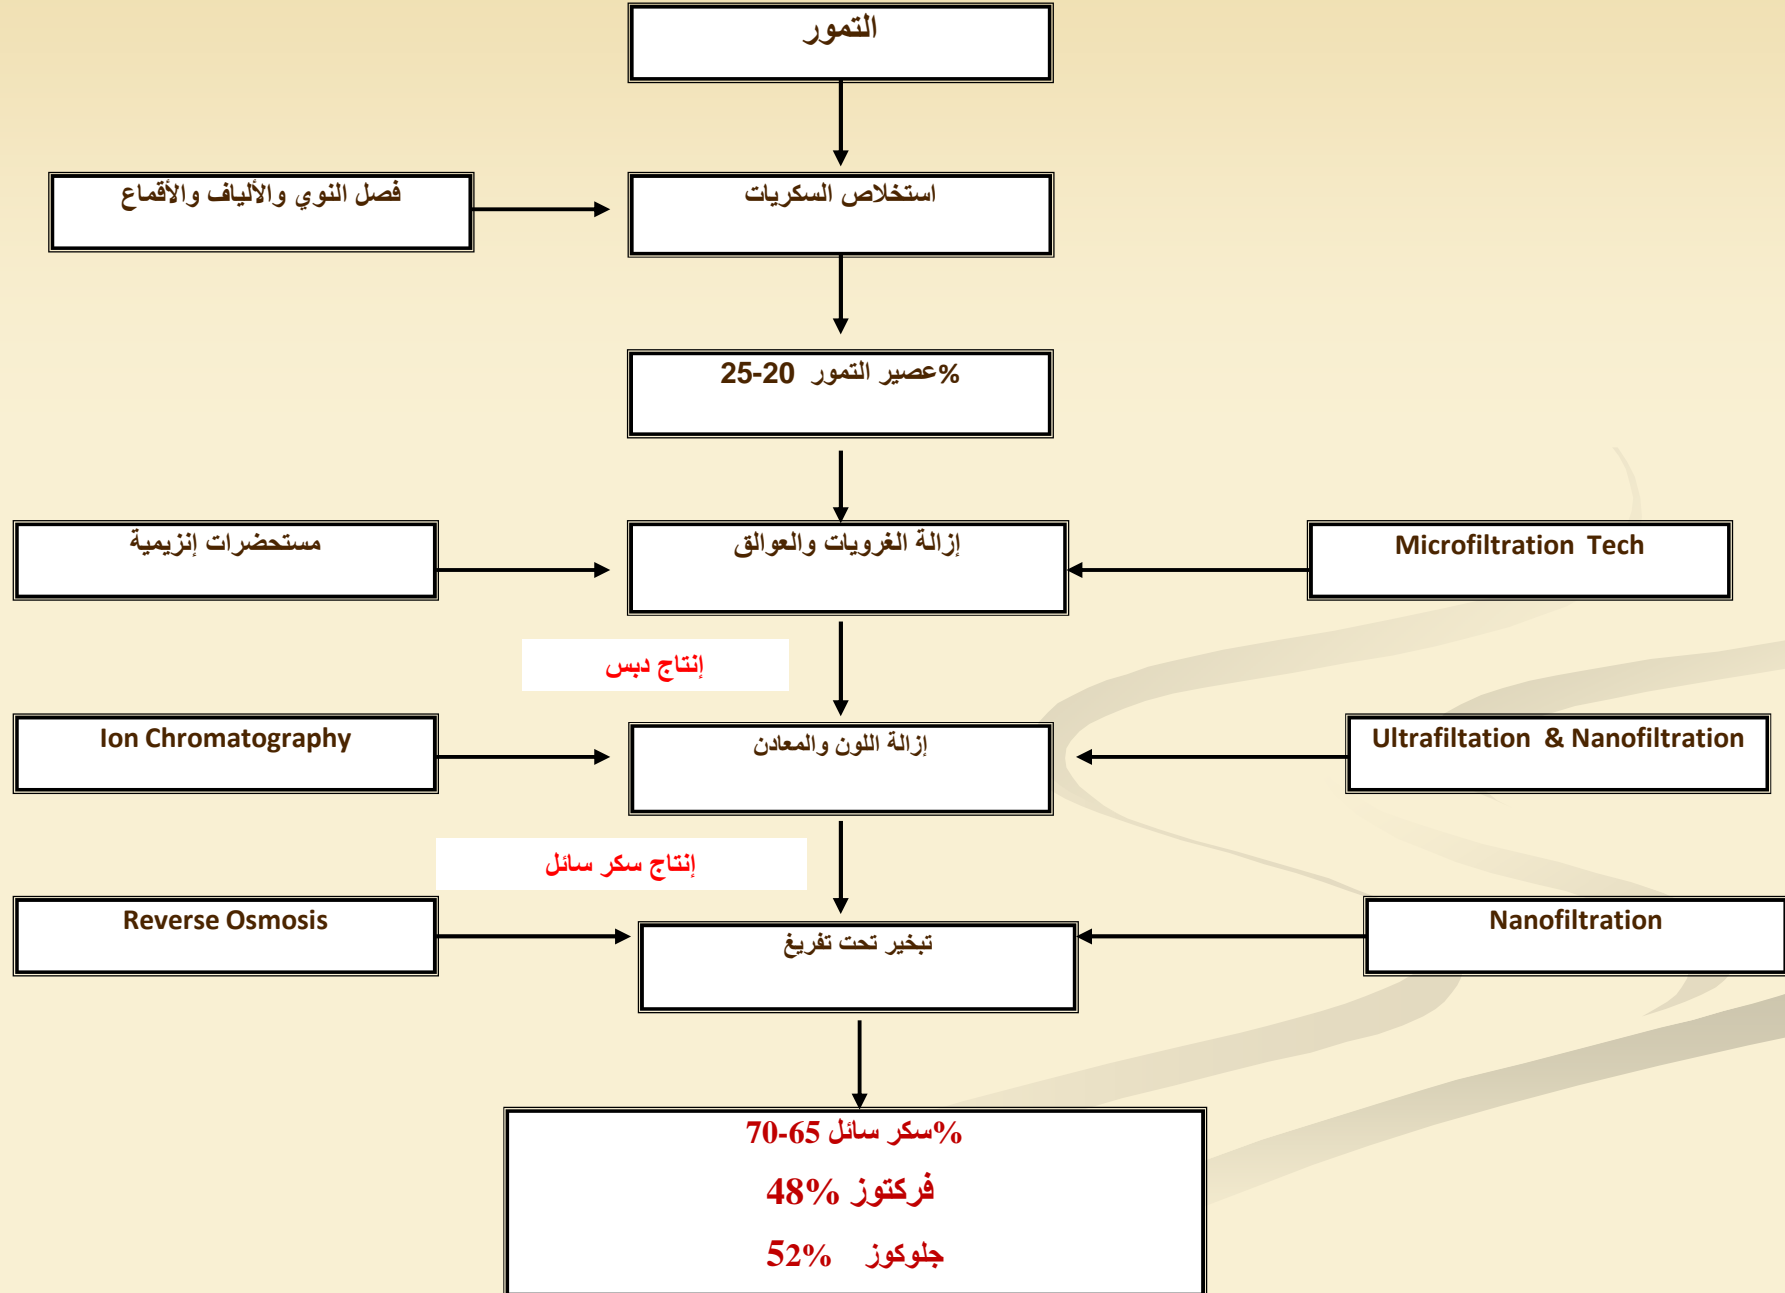 التمور
استخلاص السكريات
فصل النوي والألياف والأقماع
%عصير التمور 20-25
إزالة الغرويات والعوالق
مستحضرات إنزيمية
Microfiltration Tech
إنتاج دبس
إزالة اللون والمعادن
Ion Chromatography
Ultrafiltation & Nanofiltration
إنتاج سكر سائل
تبخير تحت تفريغ
Reverse Osmosis
Nanofiltration
%سكر سائل 65-70
فركتوز 48%
جلوكوز 52%